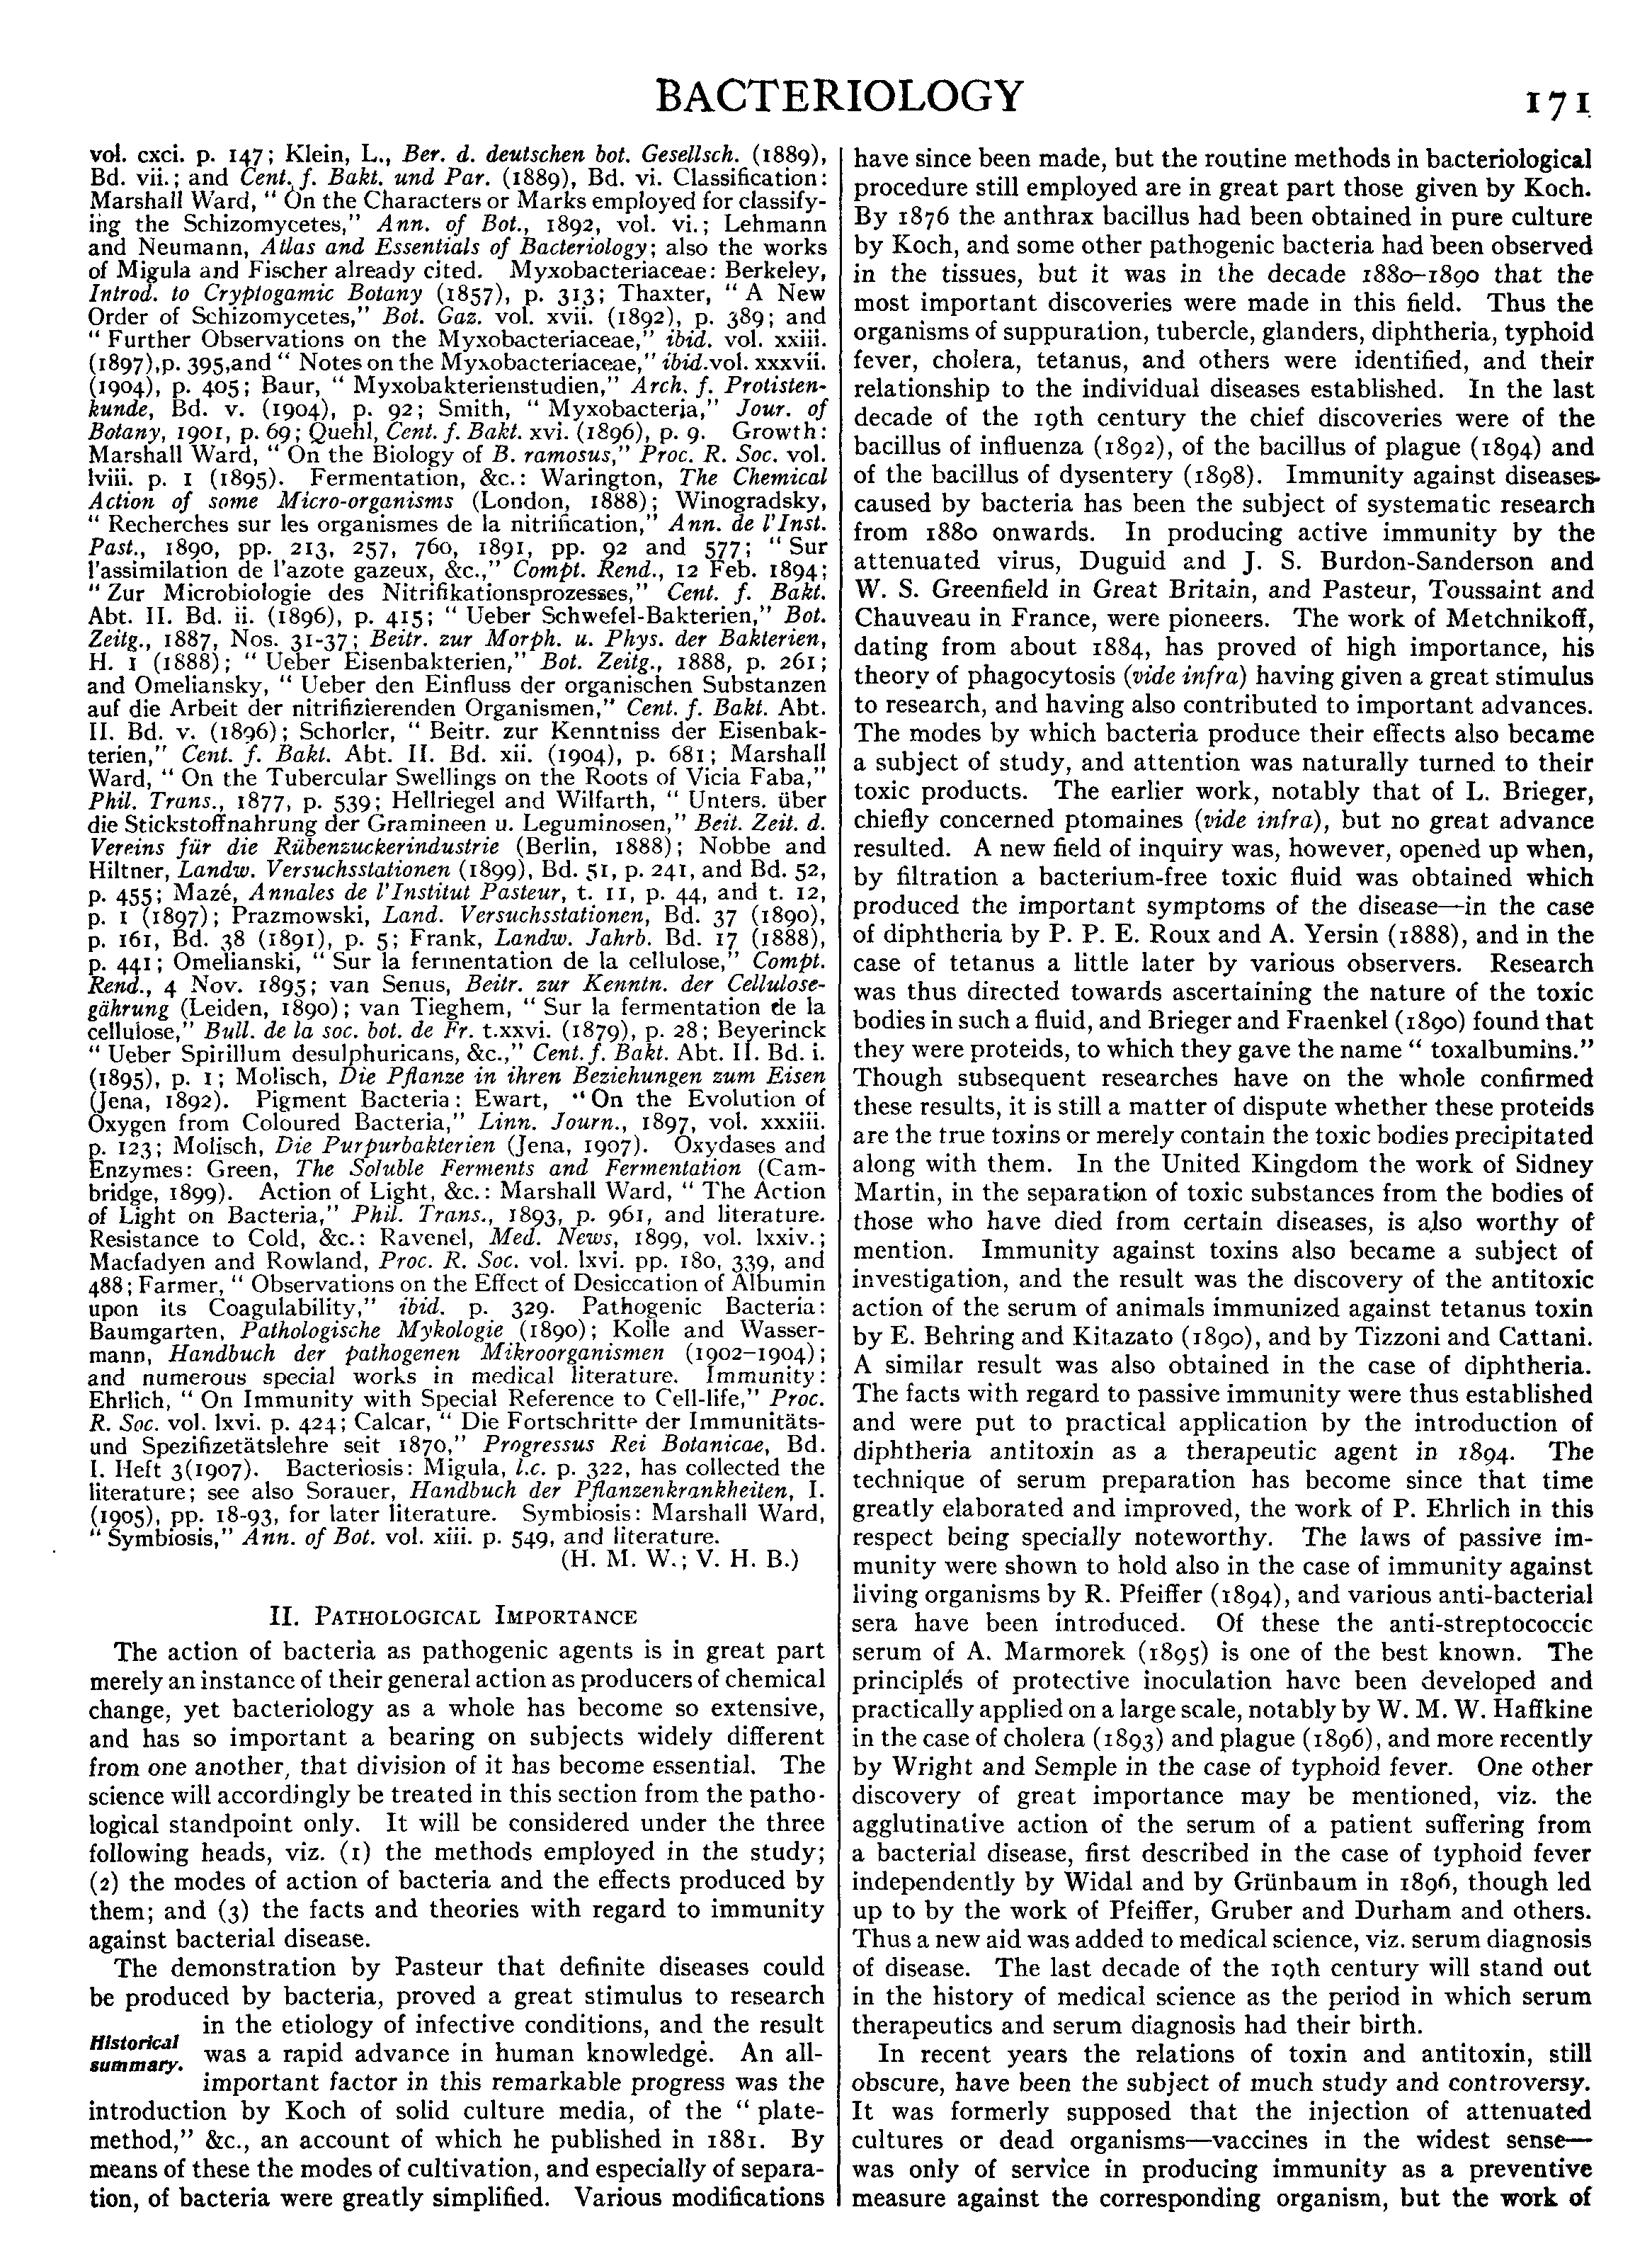 BACTERIOLOGY
171
vol. cxci. p. 147; Klein, L., Ber. d. deutschen bot. Gesellsch. (1889),
Bd. vii.; and Cent. f. Bakt. und Par. (1889), Bd. vi. Classification:
Marshall Ward, “ On the Characters or Marks employed for classify-
ing the Schizomycetes,” Ann. of Bot., 1892, vol. vi.; Lehmann
and Neumann, Atlas and Essentials of Bacteriology; also the works
of Migula and Fischer already cited. Myxobacteriaceae: Berkeley,
Introd. to Cryptogamic Botany (1857), p. 313; Thaxter, “ A New
Order of Schizomycetes,” Bot. Gaz. vol. xvii. (1892), p. 389; and
“ Further Observations on the Myxobacteriaceae,” ibid. vol. xxiii.
(1897),p. 395,and “ Notes on the Myxobacteriaceae,” ibid.vol. xxxvii.
(1904), p. 405; Baur, “ Myxobakterienstudien,” Arch. f. Protisten-
kunde, Bd. v. (1904), p. 92; Smith, “ Myxobacteria,” Jour. of
Botany, 1901, p. 69; Quehl, Cent. f. Bakt. xvi. (1896), p. 9. Growth:
Marshall Ward, “ On the Biology of B. ramosus,” Proc. R. Soc. vol.
lviii. p. 1 (1895). Fermentation, &c.: Warington, The Chemical
Action of some Micro-organisms (London, 1888); Winogradsky,
“ Recherches sur les organismes de la nitrification,” Ann. de l'Inst.
Past., 1890, pp. 213, 257, 760, 1891, pp. 92 and 577; “ Sur
l'assimilation de l'azote gazeux, &c.,” Compt. Rend., 12 Feb. 1894;
“ Zur Microbiologie des Nitrifikationsprozesses,” Cent. f. Bakt.
Abt. II. Bd. ii. (1896), p. 415; “ Ueber Schwefel-Bakterien,” Bot.
Zeitg., 1887, Nos. 31-37; Beitr. zur Morph. u. Phys. der Bakterien,
H. 1 (1888); “ Ueber Eisenbakterien,” Bot. Zeitg., 1888, p. 261;
and Omeliansky, “ Ueber den Einfluss der organischen Substanzen
auf die Arbeit der nitrifizierenden Organismen,” Cent. f. Bakt. Abt.
II. Bd. v. (1896); Schorler, “ Beitr. zur Kenntniss der Eisenbak-
terien,” Cent. f. Bakt. Abt. II. Bd. xii. (1904), p. 681; Marshall
Ward, “ On the Tubercular Swellings on the Roots of Vicia Faba,”
Phil. Trans., 1877, p. 539; Hellriegel and Wilfarth, “ Unters. über
die Stickstoffnahrung der Gramineen u. Leguminosen,” Beit. Zeit. d.
Vereins für die Rübenzuckerindustrie (Berlin, 1888); Nobbe and
Hiltner, Landw. Versuchsstationen (1899), Bd. 51, p. 241, and Bd. 52,
p. 455; Mazé, Annales de l'Institut Pasteur, t. 11, p. 44, and t. 12,
p. 1 (1897); Prazmowski, Land. Versuchsstationen, Bd. 37 (1890),
p. 161, Bd. 38 (1891), p. 5; Frank, Landw. Jahrb. Bd. 17 (1888),
p. 441; Omelianski, “ Sur la fermentation de la cellulose,” Compt.
Rend., 4 Nov. 1895; van Senus, Beitr. zur Kenntn. der Cellulose-
gährung (Leiden, 1890); van Tieghem, “ Sur la fermentation de la
cellulose,” Bull. de la soc. bot. de Fr. t.xxvi. (1879), p. 28; Beyerinck
“ Ueber Spirillum desulphuricans, &c.,” Cent. f. Bakt. Abt. II. Bd. i.
(1895), p. 1; Molisch, Die Pflanze in ihren Beziehungen zum Eisen
(Jena, 1892). Pigment Bacteria: Ewart, “ On the Evolution of
Oxygen from Coloured Bacteria,” Linn. Journ., 1897, vol. xxxiii.
p. 123; Molisch, Die Purpurbakterien (Jena, 1907). Oxydases and
Enzymes: Green, The Soluble Ferments and Fermentation (Cam-
bridge, 1899). Action of Light, &c.: Marshall Ward, “ The Action
of Light on Bacteria,” Phil. Trans., 1893, p. 961, and literature.
Resistance to Cold, &c.: Ravenel, Med. News, 1899, vol. lxxiv.;
Macfadyen and Rowland, Proc. R. Soc. vol. lxvi. pp. 180, 339, and
488; Farmer, “ Observations on the Effect of Desiccation of Albumin
upon its Coagulability,” ibid. p. 329. Pathogenic Bacteria:
Baumgarten, Pathologische Mykologie (1890); Kolle and Wasser-
mann, Handbuch der pathogenen Mikroorganismen (1902-1904);
and numerous special works in medical literature. Immunity:
Ehrlich, “ On Immunity with Special Reference to Cell-life,” Proc.
R. Soc. vol. lxvi. p. 424; Calcar, “ Die Fortschritte der Immunitäts-
und Spezifizetätslehre seit 1870,” Progressus Rei Botanicae, Bd.
I. Heft 3(1907). Bacteriosis: Migula, l.c. p. 322, has collected the
literature; see also Sorauer, Handbuch der Pflanzenkrankheiten, I.
(1905), pp. 18-93, for later literature. Symbiosis: Marshall Ward,
“ Symbiosis,” Ann. of Bot. vol. xiii. p. 549, and literature.
(H. M. W.; V. H. B.)
II. PATHOLOGICAL IMPORTANCE
The action of bacteria as pathogenic agents is in great part
merely an instance of their general action as producers of chemical
change, yet bacteriology as a whole has become so extensive,
and has so important a bearing on subjects widely different
from one another, that division of it has become essential. The
science will accordingly be treated in this section from the patho-
logical standpoint only. It will be considered under the three
following heads, viz. (1) the methods employed in the study;
(2) the modes of action of bacteria and the effects produced by
them; and (3) the facts and theories with regard to immunity
against bacterial disease.
The demonstration by Pasteur that definite diseases could
be produced by bacteria, proved a great stimulus to research
in the etiology of infective conditions, and the result
Historical
summary.
was a rapid advance in human knowledge. An all-
important factor in this remarkable progress was the
introduction by Koch of solid culture media, of the “ plate-
method,” &c., an account of which he published in 1881. By
means of these the modes of cultivation, and especially of separa-
tion, of bacteria were greatly simplified. Various modifications
have since been made, but the routine methods in bacteriological
procedure still employed are in great part those given by Koch.
By 1876 the anthrax bacillus had been obtained in pure culture
by Koch, and some other pathogenic bacteria had been observed
in the tissues, but it was in the decade 1880-1890 that the
most important discoveries were made in this field. Thus the
organisms of suppuration, tubercle, glanders, diphtheria, typhoid
fever, cholera, tetanus, and others were identified, and their
relationship to the individual diseases established. In the last
decade of the 19th century the chief discoveries were of the
bacillus of influenza (1892), of the bacillus of plague (1894) and
of the bacillus of dysentery (1898). Immunity against diseases
caused by bacteria has been the subject of systematic research
from 1880 onwards. In producing active immunity by the
attenuated virus, Duguid and J. S. Burdon-Sanderson and
W. S. Greenfield in Great Britain, and Pasteur, Toussaint and
Chauveau in France, were pioneers. The work of Metchnikoff,
dating from about 1884, has proved of high importance, his
theory of phagocytosis (vide infra) having given a great stimulus
to research, and having also contributed to important advances.
The modes by which bacteria produce their effects also became
a subject of study, and attention was naturally turned to their
toxic products. The earlier work, notably that of L. Brieger,
chiefly concerned ptomaines (vide infra), but no great advance
resulted. A new field of inquiry was, however, opened up when,
by filtration a bacterium-free toxic fluid was obtained which
produced the important symptoms of the disease—in the case
of diphtheria by P. P. E. Roux and A. Yersin (1888), and in the
case of tetanus a little later by various observers. Research
was thus directed towards ascertaining the nature of the toxic
bodies in such a fluid, and Brieger and Fraenkel (1890) found that
they were proteids, to which they gave the name “ toxalbumins.”
Though subsequent researches have on the whole confirmed
these results, it is still a matter of dispute whether these proteids
are the true toxins or merely contain the toxic bodies precipitated
along with them. In the United Kingdom the work of Sidney
Martin, in the separation of toxic substances from the bodies of
those who have died from certain diseases, is also worthy of
mention. Immunity against toxins also became a subject of
investigation, and the result was the discovery of the antitoxic
action of the serum of animals immunized against tetanus toxin
by E. Behring and Kitazato (1890), and by Tizzoni and Cattani.
A similar result was also obtained in the case of diphtheria.
The facts with regard to passive immunity were thus established
and were put to practical application by the introduction of
diphtheria antitoxin as a therapeutic agent in 1894. The
technique of serum preparation has become since that time
greatly elaborated and improved, the work of P. Ehrlich in this
respect being specially noteworthy. The laws of passive im-
munity were shown to hold also in the case of immunity against
living organisms by R. Pfeiffer (1894), and various anti-bacterial
sera have been introduced. Of these the anti-streptococcic
serum of A. Marmorek (1895) is one of the best known. The
principles of protective inoculation have been developed and
practically applied on a large scale, notably by W. M. W. Haffkine
in the case of cholera (1893) and plague (1896), and more recently
by Wright and Semple in the case of typhoid fever. One other
discovery of great importance may be mentioned, viz. the
agglutinative action of the serum of a patient suffering from
a bacterial disease, first described in the case of typhoid fever
independently by Widal and by Grünbaum in 1896, though led
up to by the work of Pfeiffer, Gruber and Durham and others.
Thus a new aid was added to medical science, viz. serum diagnosis
of disease. The last decade of the 19th century will stand out
in the history of medical science as the period in which serum
therapeutics and serum diagnosis had their birth.
In recent years the relations of toxin and antitoxin, still
obscure, have been the subject of much study and controversy.
It was formerly supposed that the injection of attenuated
cultures or dead organisms—vaccines in the widest sense—
was only of service in producing immunity as a preventive
measure against the corresponding organism, but the work of